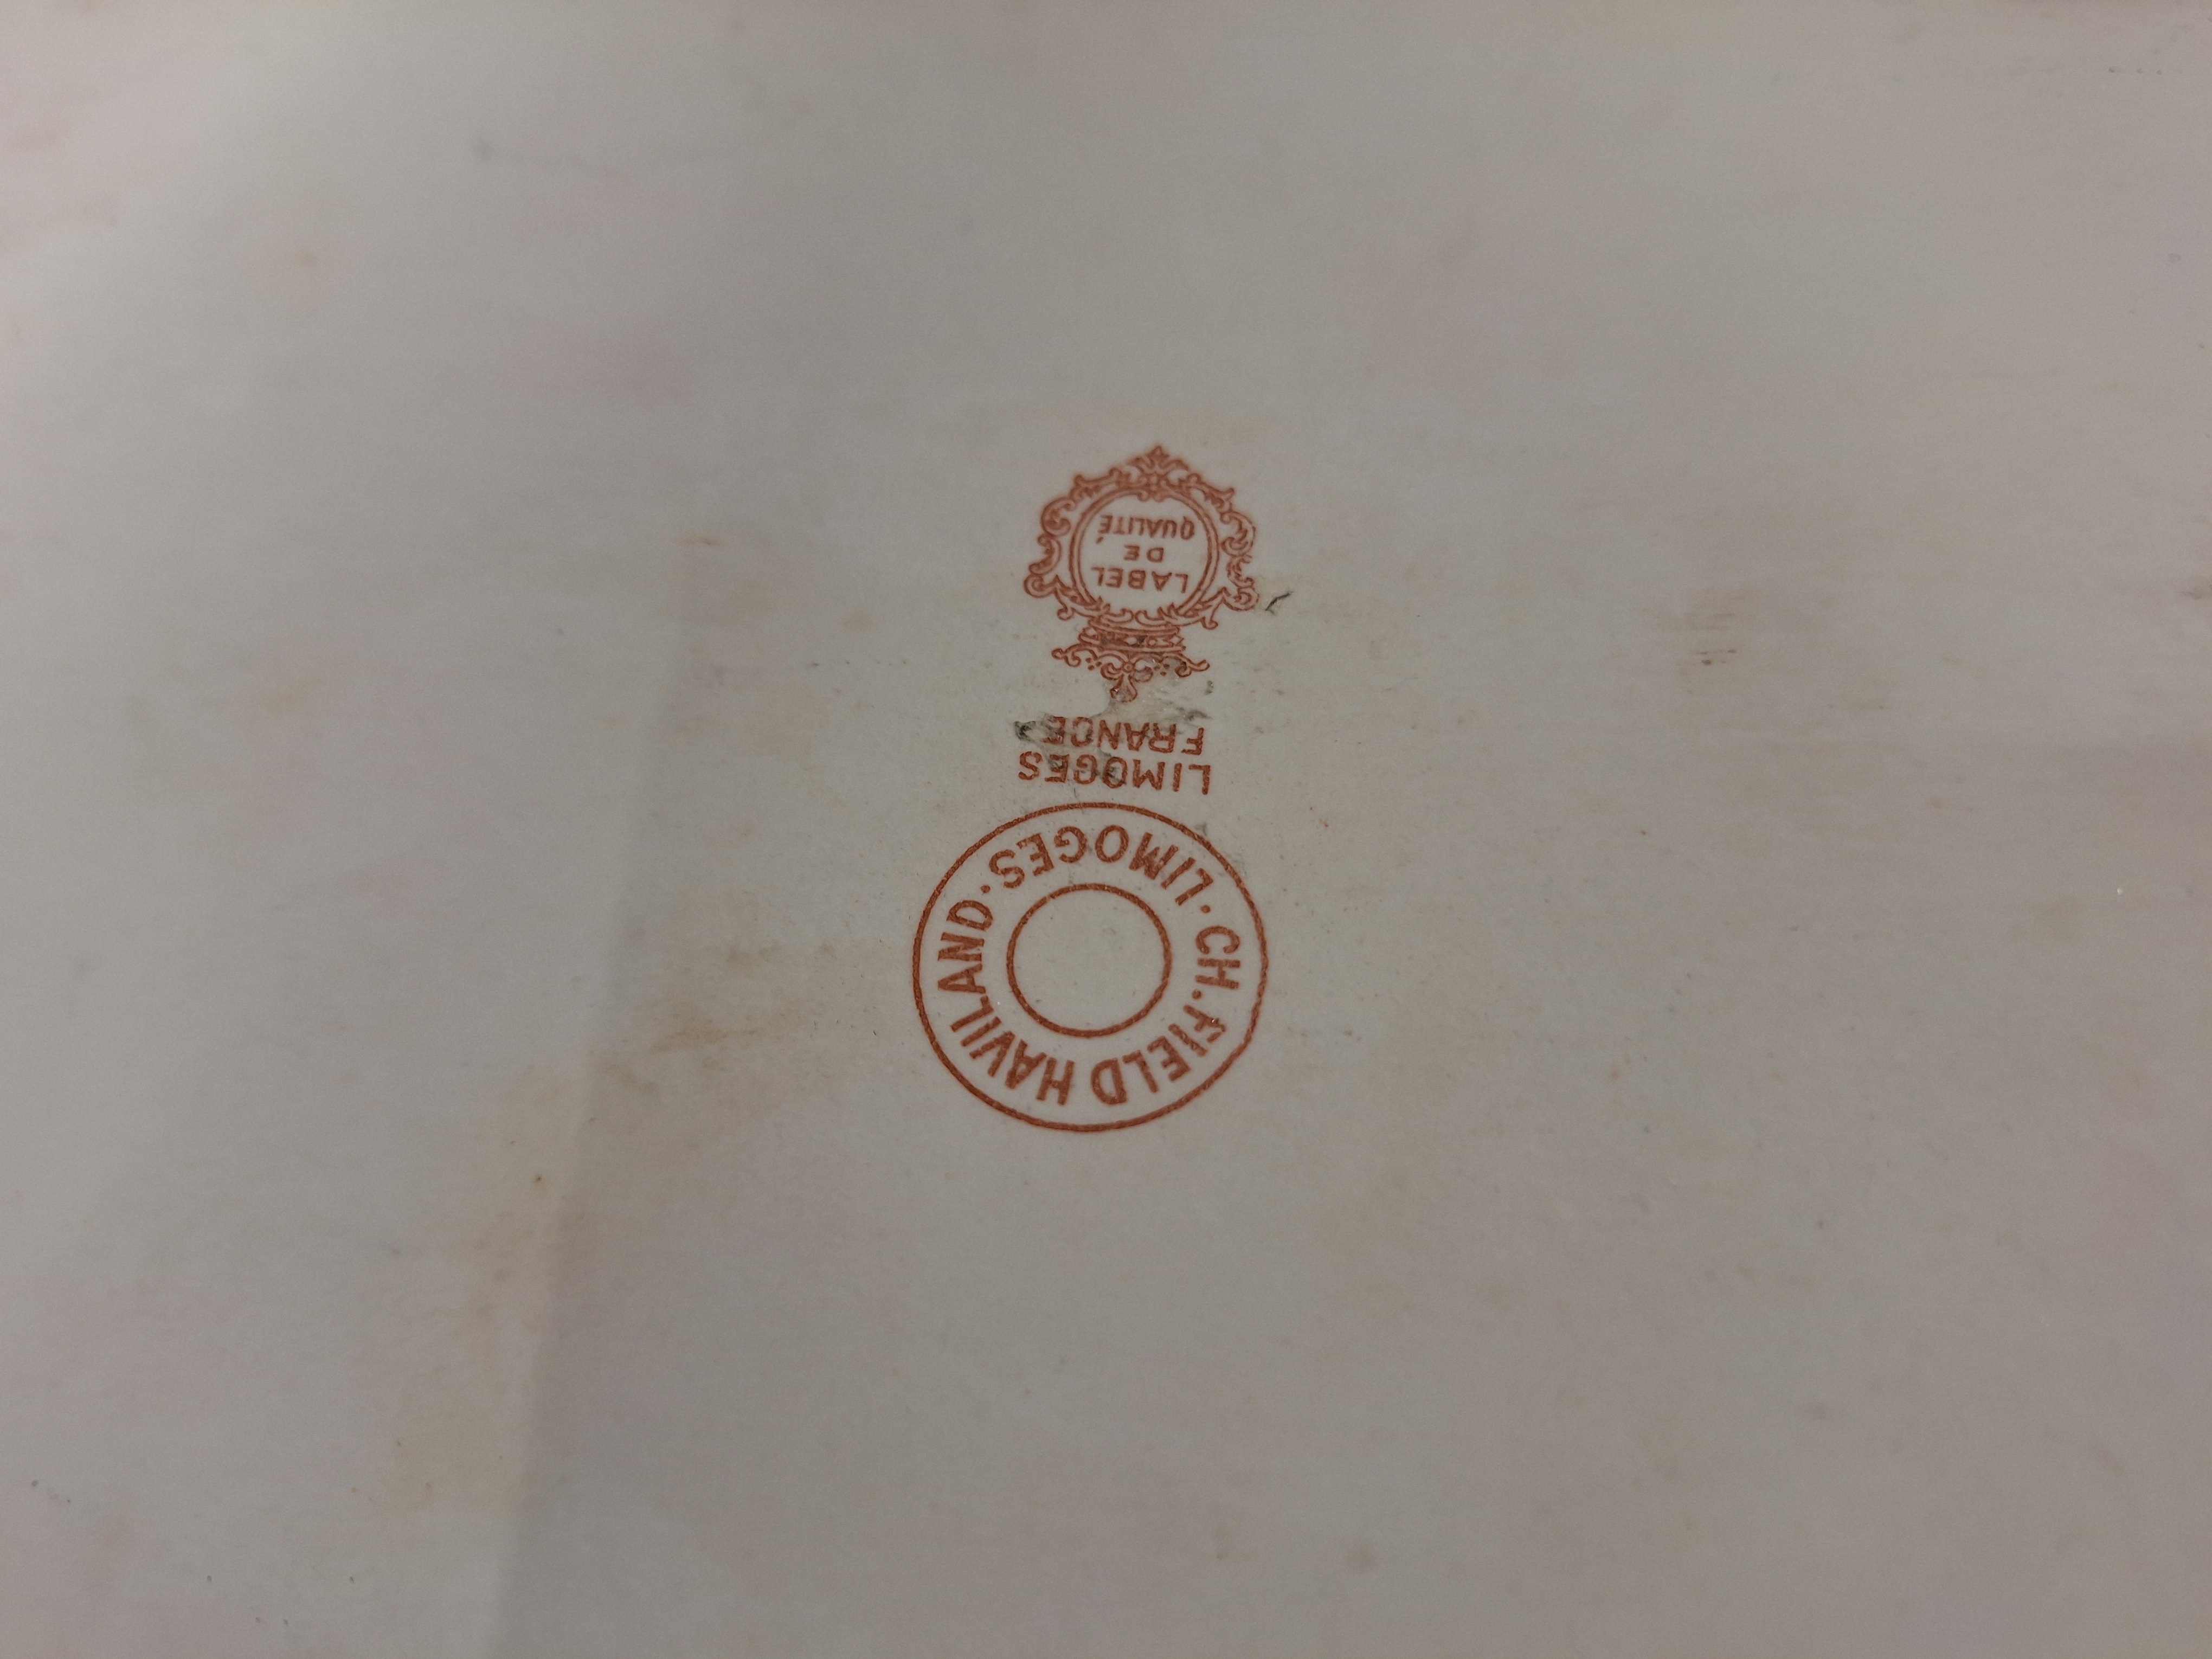 CH. FIELD HAVILAND · LIMOGES ·
LIMOGES
FRANCE
LABEL
DE
QUALITÉ